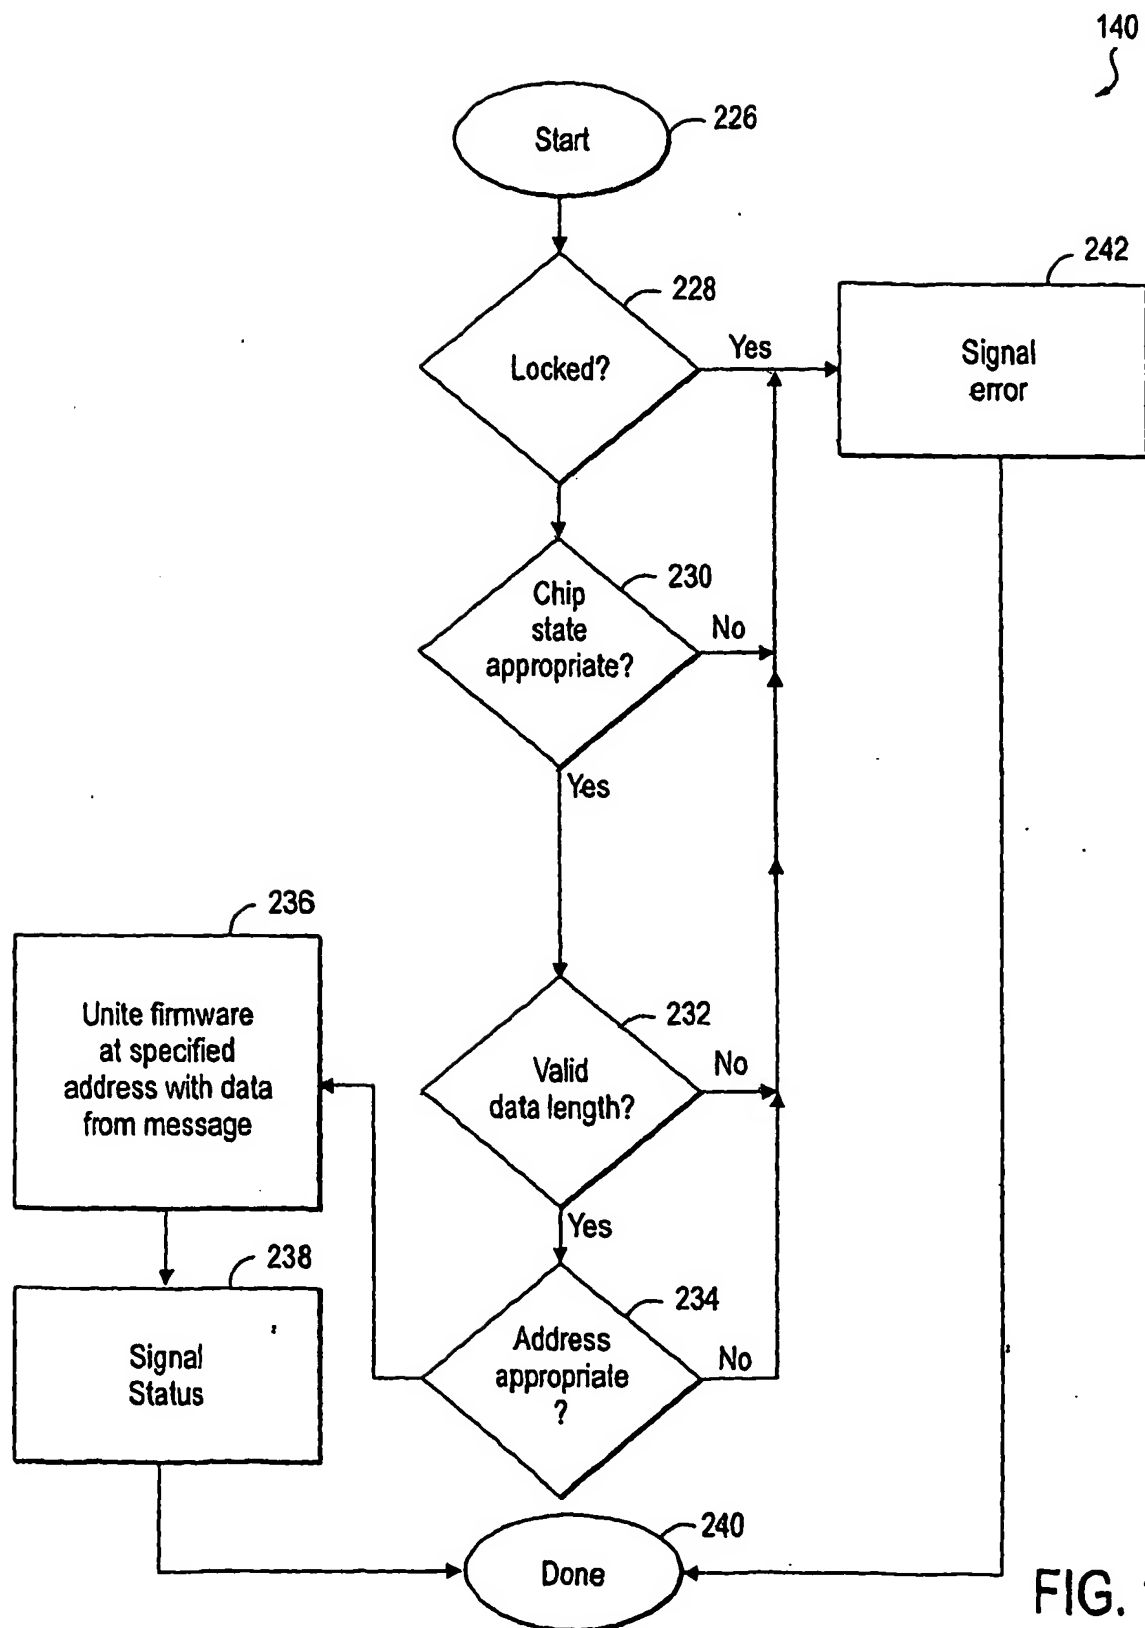 140
Start
226
242
228
Locked?
Yes
Signal
error
230
Chip
state
appropriate?
No
Yes
236
Unite firmware
at specified
address with data
from message
232
Valid
data length?
No
Yes
238
Signal
Status
234
Address
appropriate
?
No
240
Done
FIG.